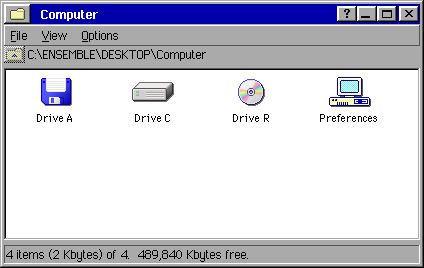 Computer
?
File View Options
C:\ENSEMBLE\DESKTOP\Computer
Drive A Drive C Drive R Preferences
4 items (2 Kbytes) of 4. 489,840 Kbytes free.